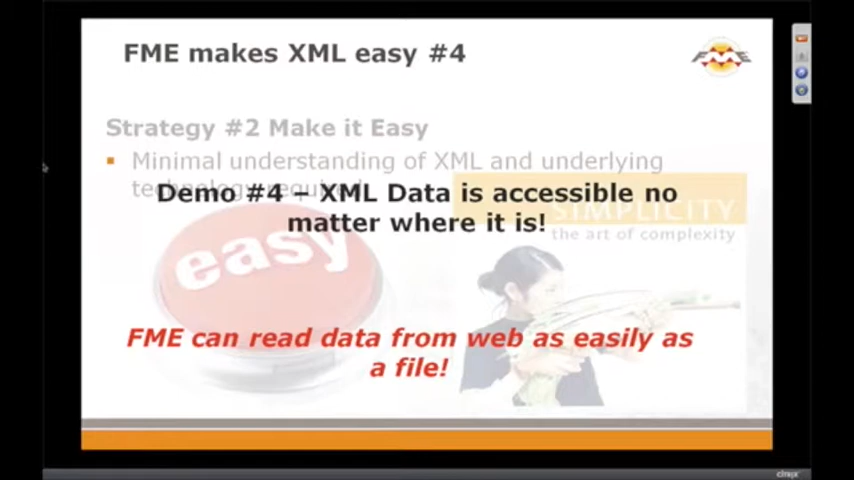 FME makes XML easy #4
FME
Strategy #2 Make it Easy
Minimal understanding of XML and underlying
Demo #4 – XML Data is accessible no
matter where it is!
SIMPLICITY
the art of complexity
easy
FME can read data from web as easily as
a file!
citrix